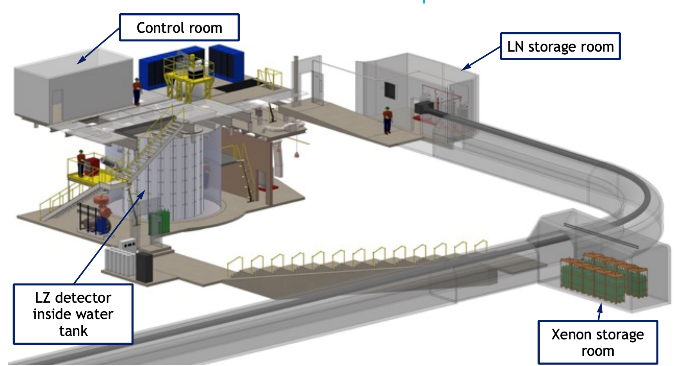 Control room
LN storage room
LZ detector
inside water
tank
Xenon storage
room